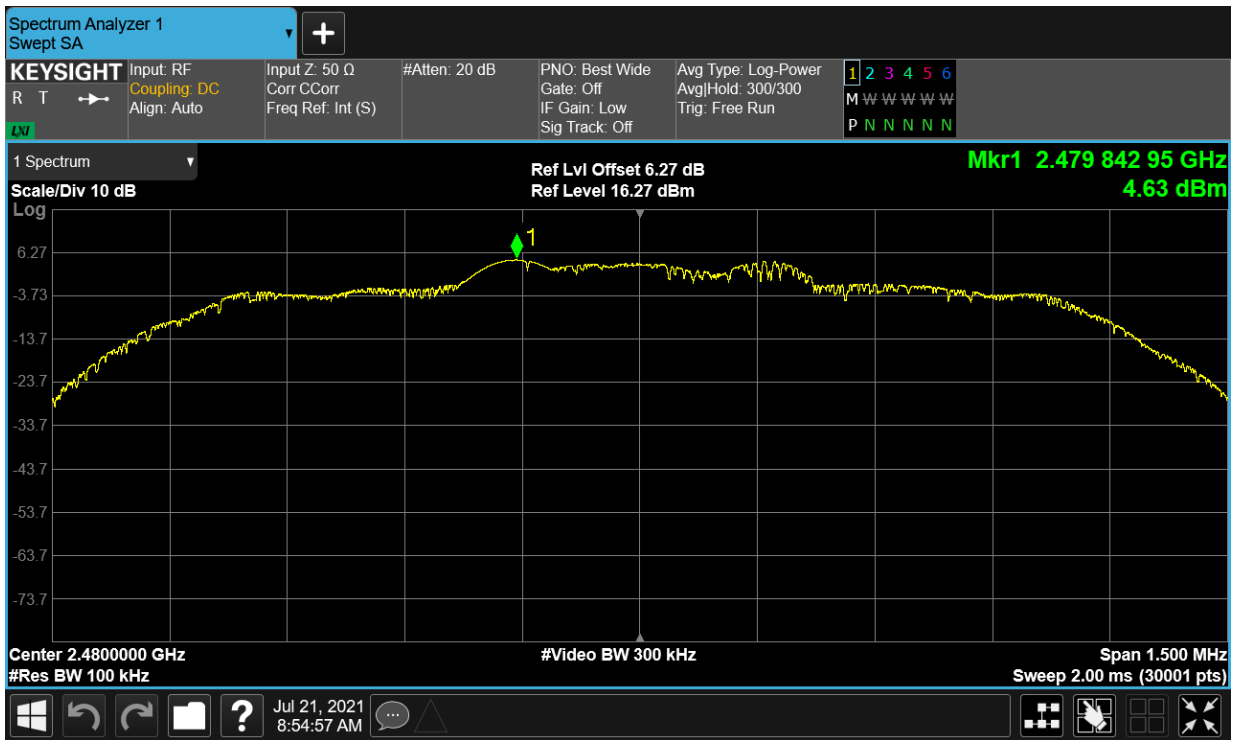 Spectrum Analyzer 1
Swept SA
KEYSIGHT
R T
LXI
Input: RF
Coupling: DC
Align: Auto
Input Z: 50 Ω
Corr CCorr
Freq Ref: Int (S)
#Atten: 20 dB
PNO: Best Wide
Gate: Off
IF Gain: Low
Sig Track: Off
Avg Type: Log-Power
Avg|Hold: 300/300
Trig: Free Run
1 2 3 4 5 6
M W W W W W
P N N N N N
1 Spectrum
Scale/Div 10 dB
Log
Ref Lvl Offset 6.27 dB
Ref Level 16.27 dBm
Mkr1 2.479 842 95 GHz
4.63 dBm
1
6.27
-3.73
-13.7
-23.7
-33.7
-43.7
-53.7
-63.7
-73.7
Center 2.4800000 GHz
#Res BW 100 kHz
#Video BW 300 kHz
Span 1.500 MHz
Sweep 2.00 ms (30001 pts)
?
Jul 21, 2021
8:54:57 AM